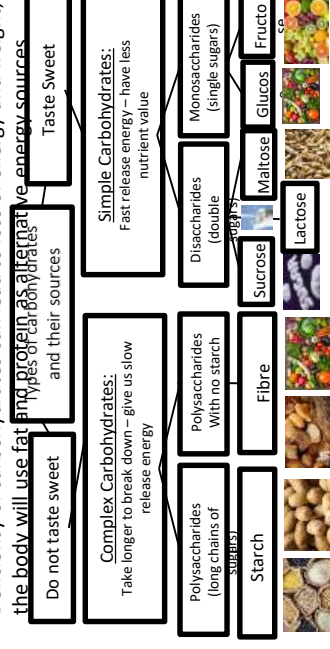 the body will use fat and protein as alternative energy sources
Types of carbohydrates
and their sources
Do not taste sweet
Taste Sweet
Complex Carbohydrates:
Take longer to break down – give us slow
release energy
Simple Carbohydrates:
Fast release energy – have less
nutrient value
Polysaccharides
(long chains of
sugars)
Polysaccharides
With no starch
Disaccharides
(double
sugars)
Monosaccharides
(single sugars)
Starch
Fibre
Sucrose
Lactose
Maltose
Glucos
Fructo
se